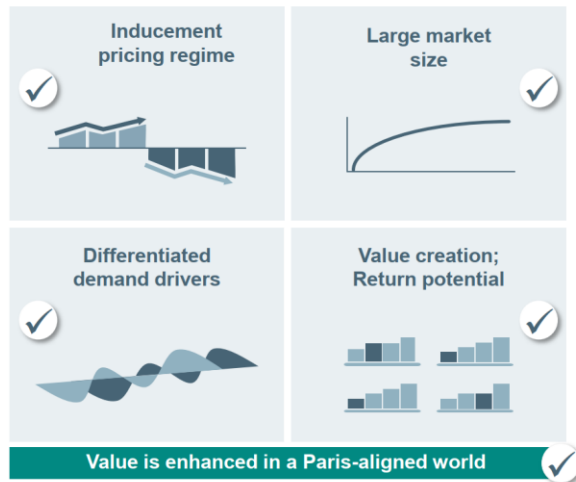 Inducement
pricing regime
Large market
size
Differentiated
demand drivers
Value creation;
Return potential
Value is enhanced in a Paris-aligned world